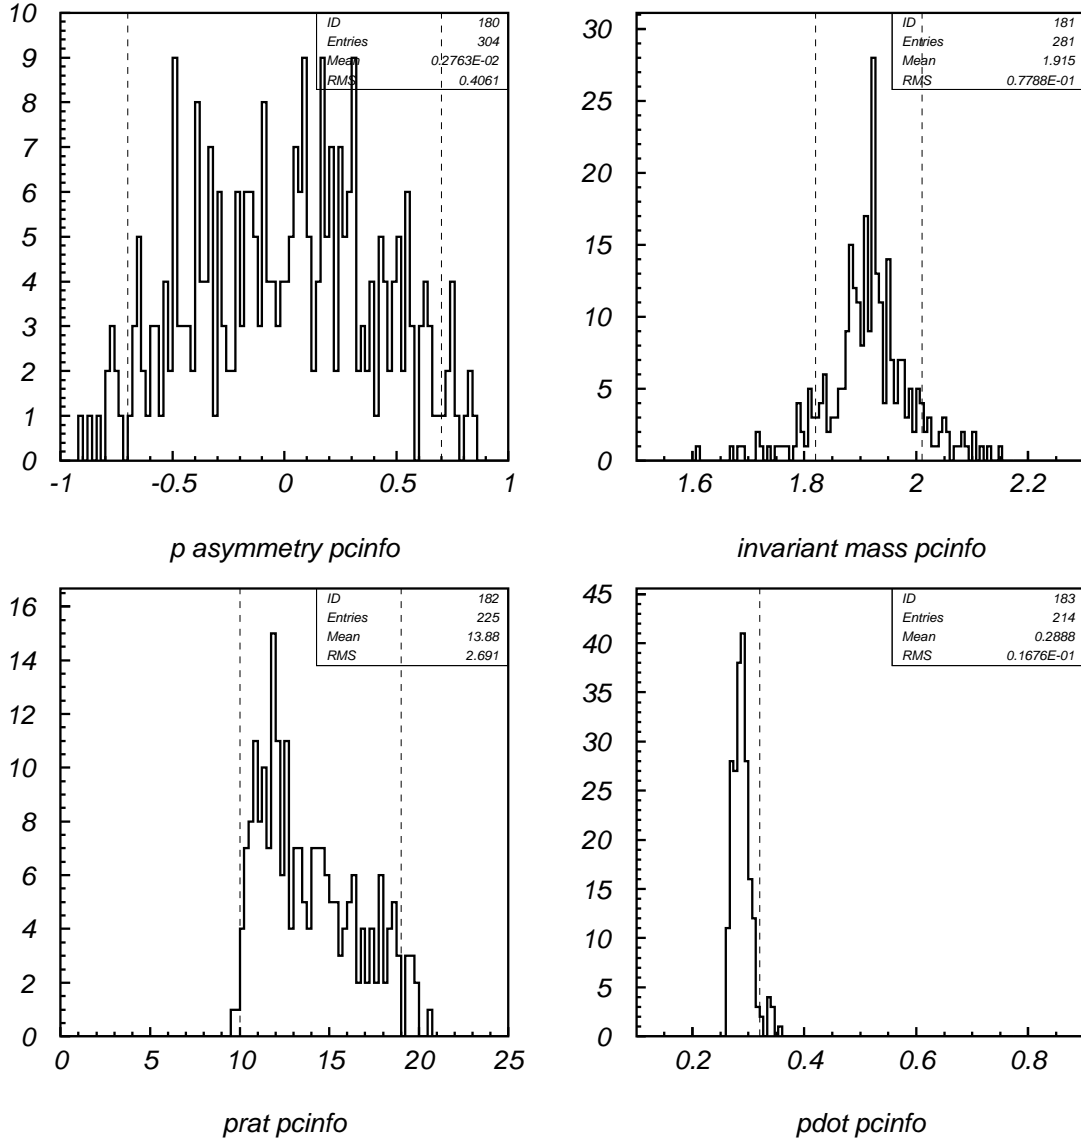 10
9
8
7
6
5
4
3
2
1
0
-1 -0.5 0 0.5 1
ID 180
Entries 304
Mean 0.2763E-02
RMS 0.4061
p asymmetry pcinfo
30
25
20
15
10
5
0
1.6 1.8 2 2.2
ID 181
Entries 281
Mean 1.915
RMS 0.7788E-01
invariant mass pcinfo
16
14
12
10
8
6
4
2
0
0 5 10 15 20 25
ID 182
Entries 225
Mean 13.88
RMS 2.691
prat pcinfo
45
40
35
30
25
20
15
10
5
0
0.2 0.4 0.6 0.8
ID 183
Entries 214
Mean 0.2888
RMS 0.1676E-01
pdot pcinfo